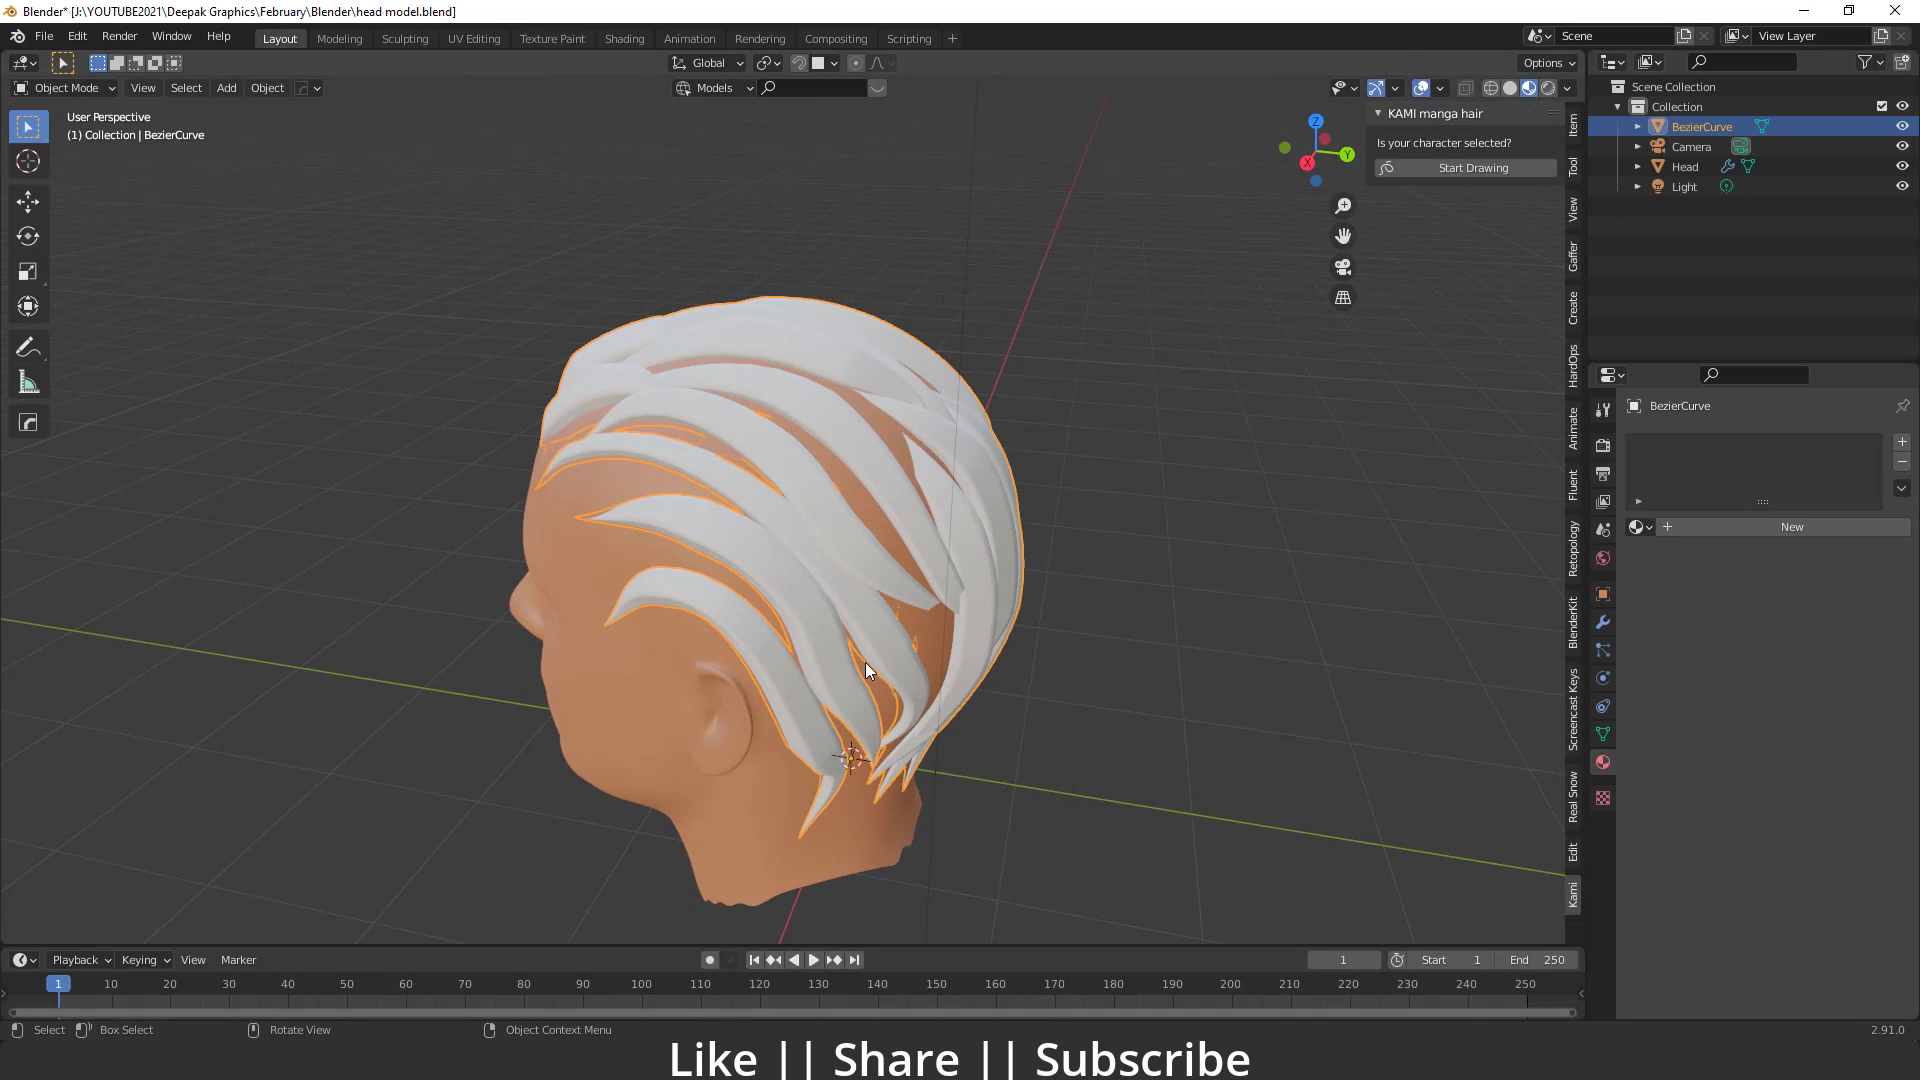 Blender* [J:\YOUTUBE2021\Deepak Graphics\February\Blender\head model.blend]
File Edit Render Window Help
Layout Modeling Sculpting UV Editing Texture Paint Shading Animation Rendering Compositing Scripting +
Scene
View Layer
Global
Options
Object Mode View Select Add Object
Models
User Perspective
(1) Collection | BezierCurve
Z
Y
X
KAMI manga hair
Is your character selected?
Start Drawing
Item
Tool
View
Gaffer
Create
HardOps
Animate
Fluent
Retopology
BlenderKit
Screencast Keys
Real Snow
Edit
Kami
Scene Collection
Collection
BezierCurve
Camera
Head
Light
BezierCurve
+ New
Playback Keying View Marker
1
Start 1
End 250
1 10 20 30 40 50 60 70 80 90 100 110 120 130 140 150 160 170 180 190 200 210 220 230 240 250
Select Box Select Rotate View Object Context Menu
2.91.0
Like || Share || Subscribe